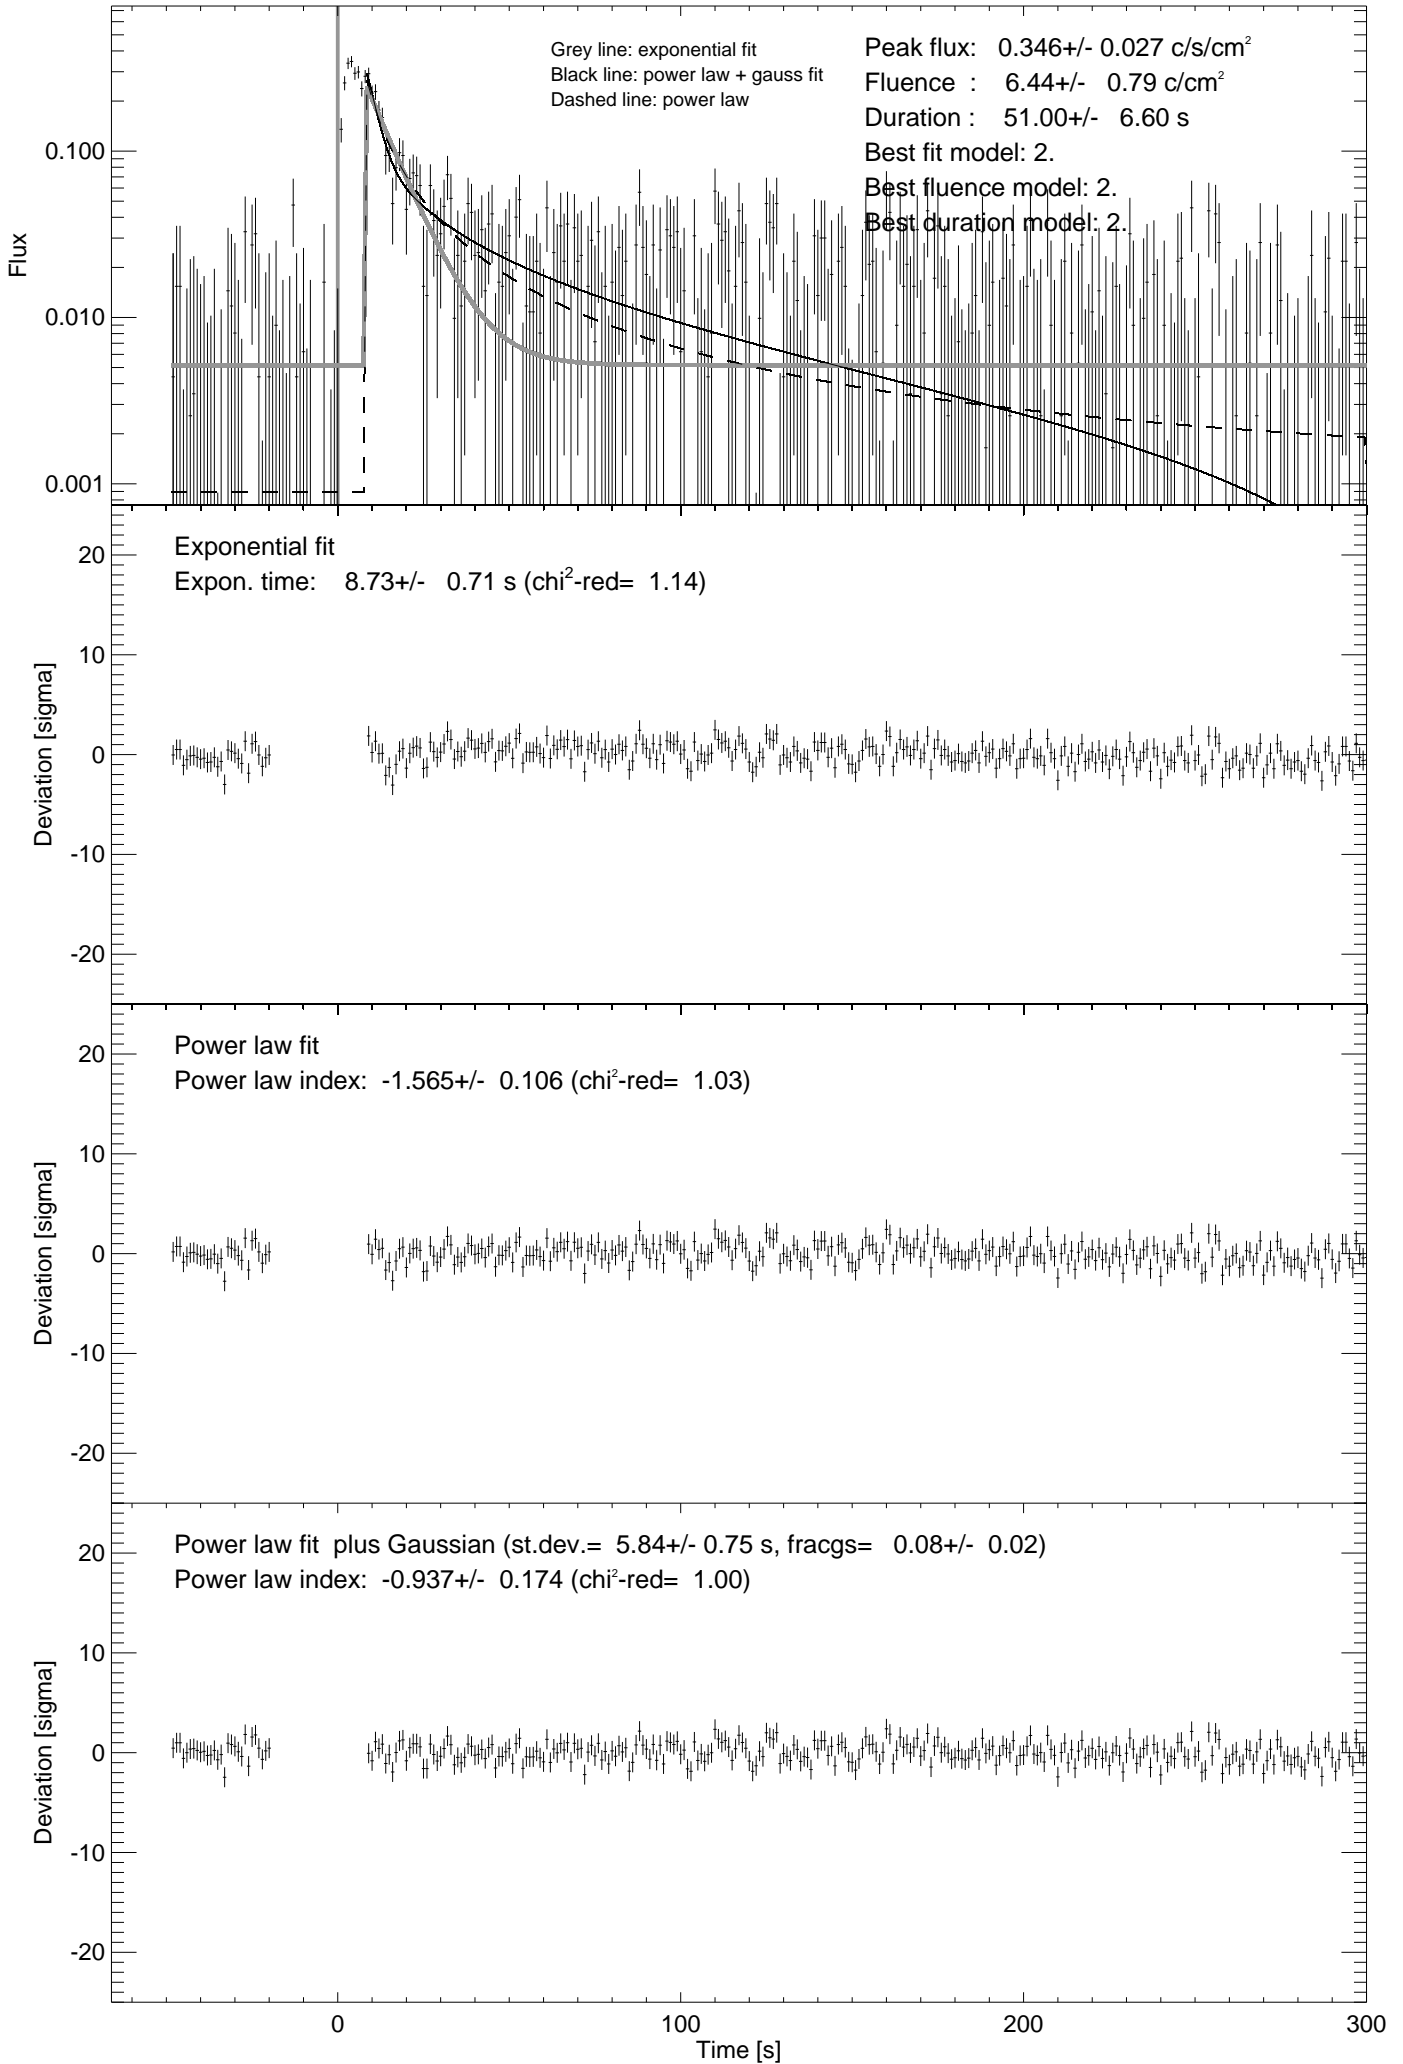 Grey line: exponential fit
Black line: power law + gauss fit
Dashed line: power law
Peak flux: 0.346+/- 0.027 c/s/cm²
Fluence : 6.44+/- 0.79 c/cm²
Duration : 51.00+/- 6.60 s
Best fit model: 2.
Best fluence model: 2.
Best duration model: 2.
0.100
0.010
0.001
Flux
Exponential fit
Expon. time: 8.73+/- 0.71 s (chi²-red= 1.14)
20
10
0
-10
-20
Deviation [sigma]
Power law fit
Power law index: -1.565+/- 0.106 (chi²-red= 1.03)
20
10
0
-10
-20
Deviation [sigma]
Power law fit plus Gaussian (st.dev.= 5.84+/- 0.75 s, fracgs= 0.08+/- 0.02)
Power law index: -0.937+/- 0.174 (chi²-red= 1.00)
20
10
0
-10
-20
Deviation [sigma]
0 100 200 300
Time [s]